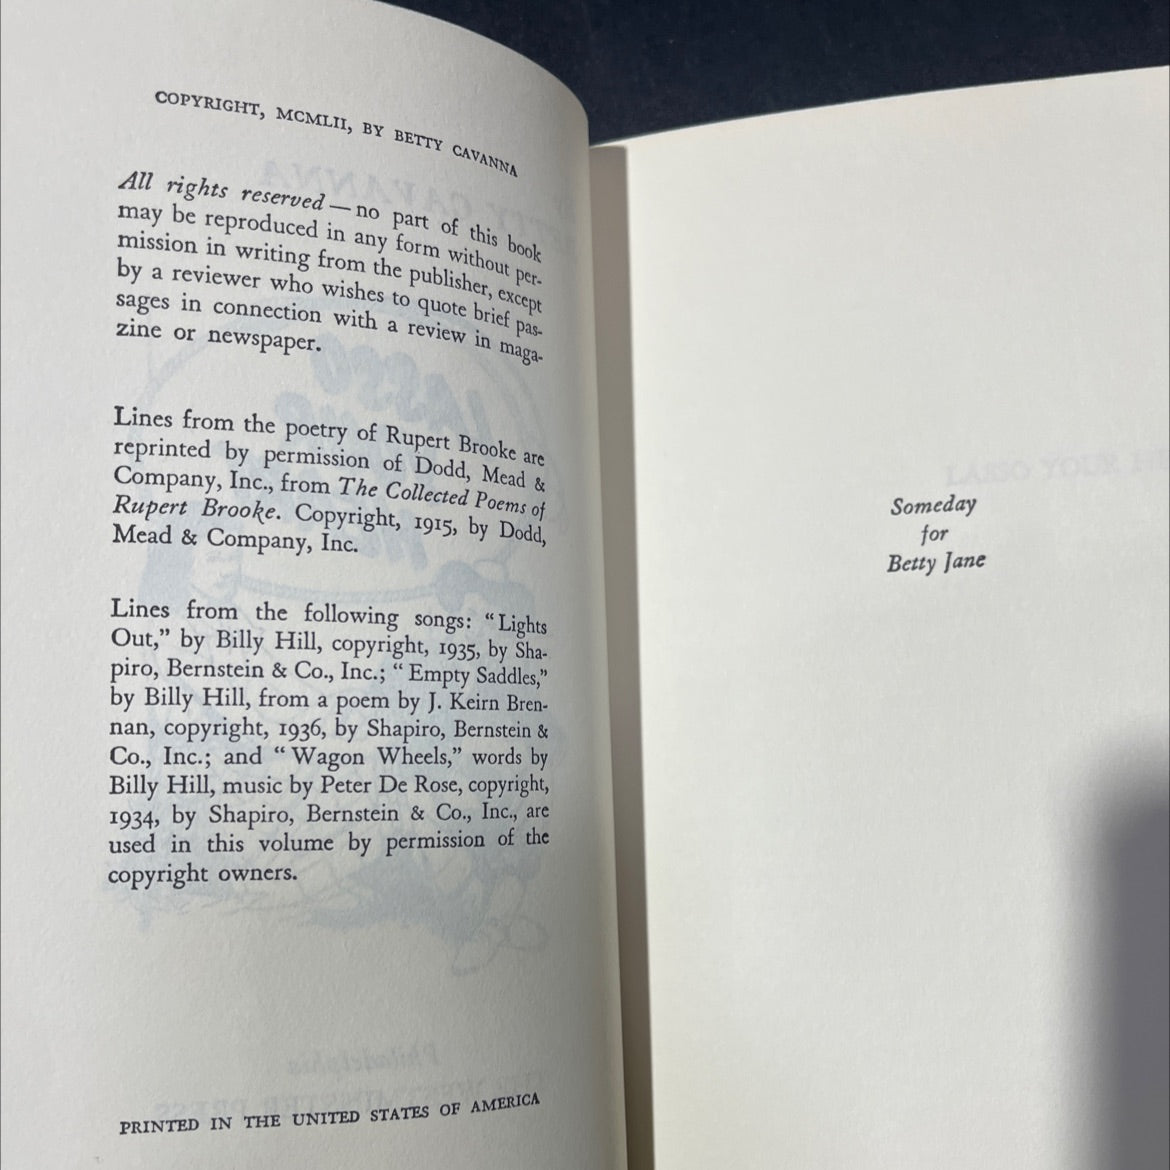 COPYRIGHT, MCMLII, BY BETTY CAVANNA
All rights reserved — no part of this book
may be reproduced in any form without per-
mission in writing from the publisher, except
by a reviewer who wishes to quote brief pas-
sages in connection with a review in maga-
zine or newspaper.
Lines from the poetry of Rupert Brooke are
reprinted by permission of Dodd, Mead &
Company, Inc., from The Collected Poems of
Rupert Brooke. Copyright, 1915, by Dodd,
Mead & Company, Inc.
Lines from the following songs: “Lights
Out,” by Billy Hill, copyright, 1935, by Sha-
piro, Bernstein & Co., Inc.; “Empty Saddles,”
by Billy Hill, from a poem by J. Keirn Bren-
nan, copyright, 1936, by Shapiro, Bernstein &
Co., Inc.; and “Wagon Wheels,” words by
Billy Hill, music by Peter De Rose, copyright,
1934, by Shapiro, Bernstein & Co., Inc., are
used in this volume by permission of the
copyright owners.
PRINTED IN THE UNITED STATES OF AMERICA
LASSO YOUR
Someday
for
Betty Jane